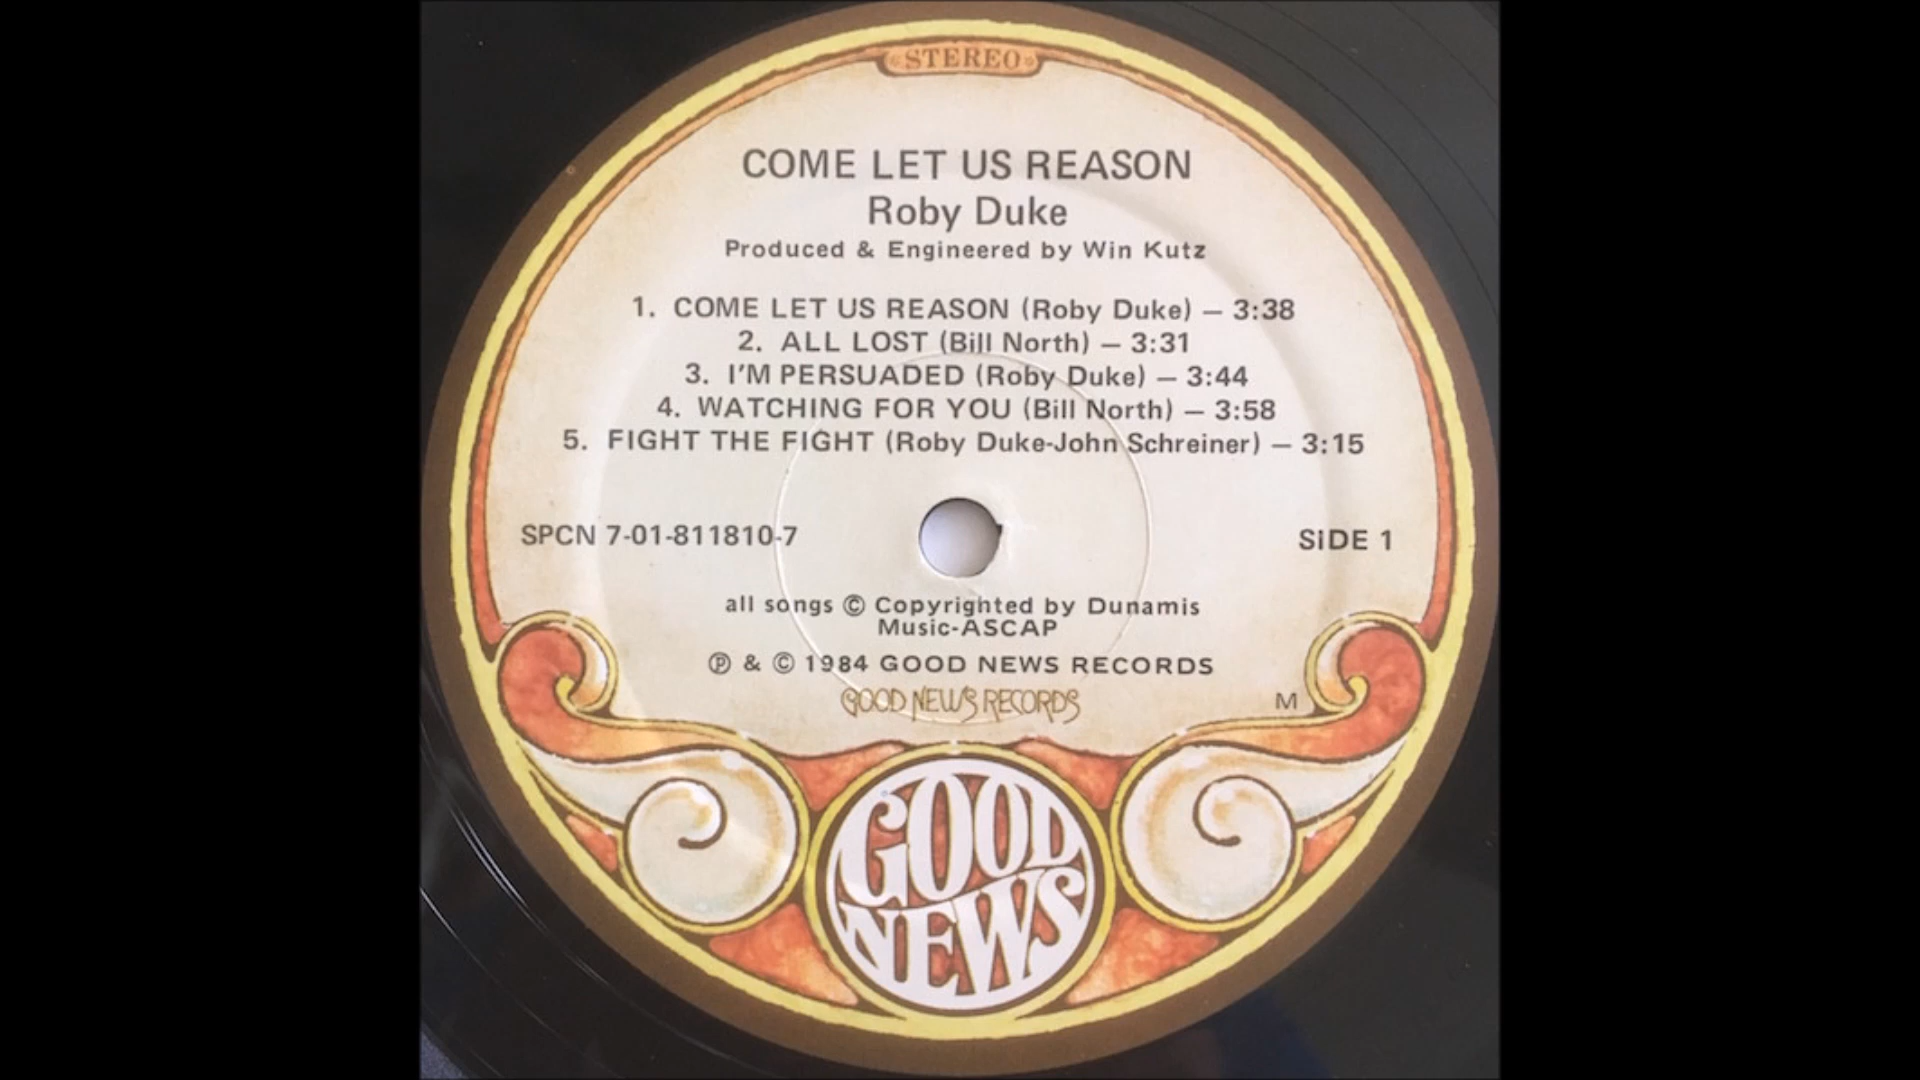 STEREO
COME LET US REASON
Roby Duke
Produced & Engineered by Win Kutz
1. COME LET US REASON (Roby Duke) — 3:38
2. ALL LOST (Bill North) — 3:31
3. I'M PERSUADED (Roby Duke) — 3:44
4. WATCHING FOR YOU (Bill North) — 3:58
5. FIGHT THE FIGHT (Roby Duke-John Schreiner) — 3:15
SPCN 7-01-811810-7
SiDE 1
all songs © Copyrighted by Dunamis
Music-ASCAP
℗ & © 1984 GOOD NEWS RECORDS
GOOD NEWS RECORDS
M
GOOD
NEWS